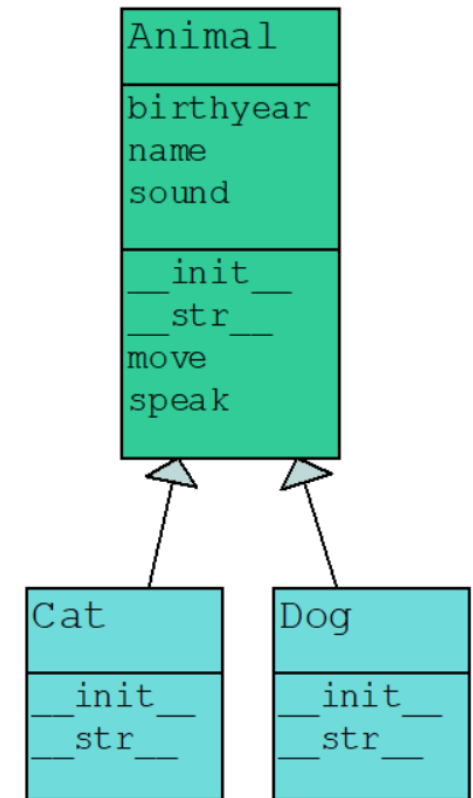 Animal
birthyear
name
sound
__init__
__str__
move
speak
Cat
__init__
__str__
Dog
__init__
__str__